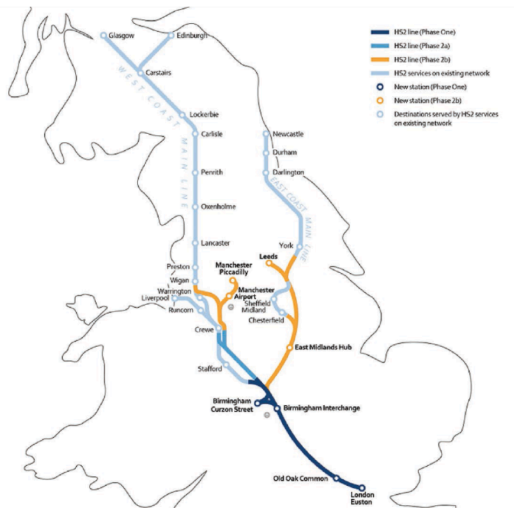 Glasgow
Edinburgh
Carstairs
WEST COAST MAIN LINE
Lockerbie
Carlisle
Penrith
Oxenholme
Lancaster
Preston
Wigan
Warrington
Liverpool
Runcorn
Crewe
Stafford
Newcastle
Durham
Darlington
EAST COAST MAIN LINE
York
Leeds
Manchester
Piccadilly
Manchester
Airport
Sheffield
Midland
Chesterfield
East Midlands Hub
Birmingham
Curzon Street
Birmingham Interchange
Old Oak Common
London
Euston
HS2 line (Phase One)
HS2 line (Phase 2a)
HS2 line (Phase 2b)
HS2 services on existing network
New station (Phase One)
New station (Phase 2b)
Destinations served by HS2 services
on existing network